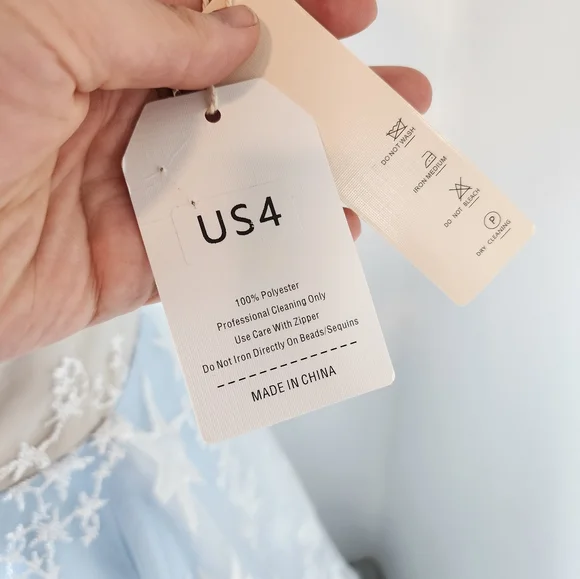 US4
100% Polyester
Professional Cleaning Only
Use Care With Zipper
Do Not Iron Directly On Beads/Sequins
MADE IN CHINA
DO NOT WASH
IRON MEDIUM
DO NOT BLEACH
P
DRY CLEANING